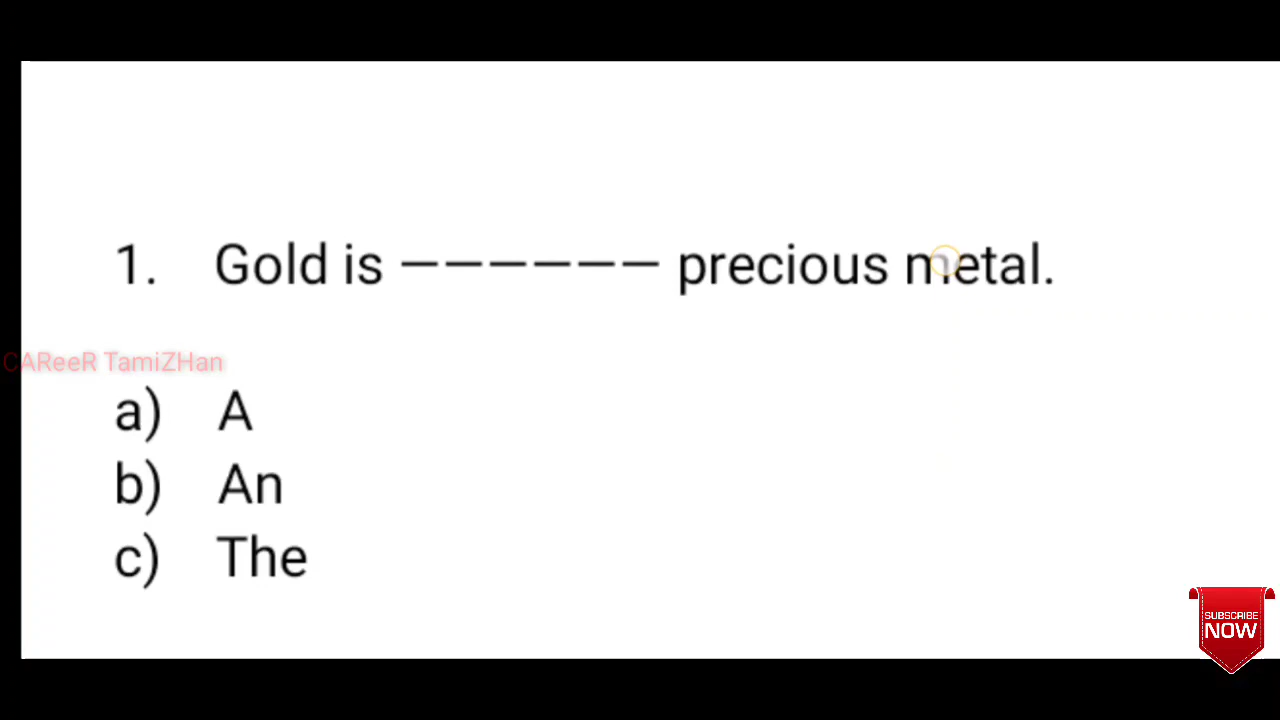 1. Gold is —————— precious metal.
CAReeR TamiZHan
a) A
b) An
c) The
SUBSCRIBE
NOW